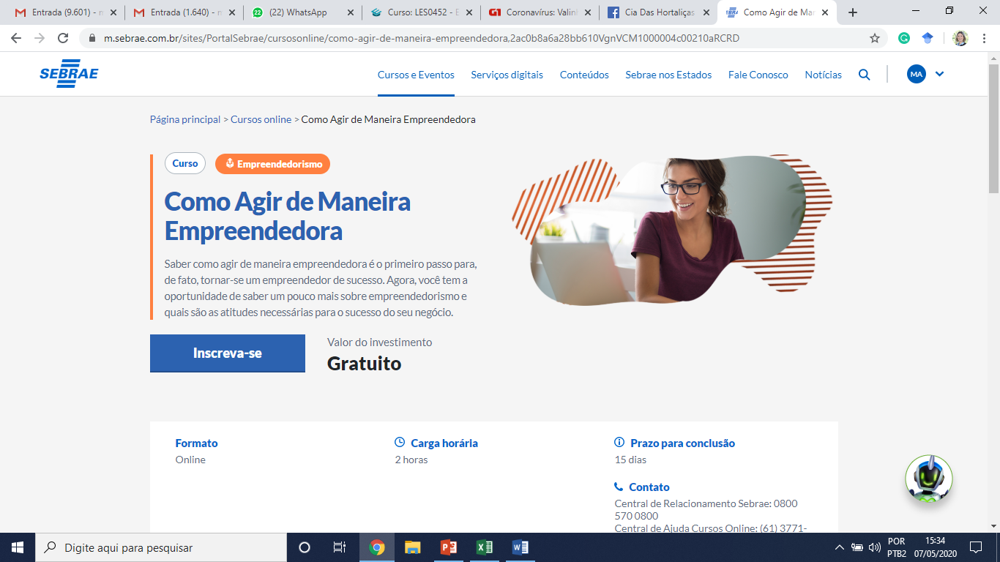 Entrada (9.601) - m
Entrada (1.640) - m
(22) WhatsApp
Curso: LES0452 - E
G1
Coronavírus: Valin
Cia Das Hortaliças
Como Agir de Mar
m.sebrae.com.br/sites/PortalSebrae/cursosonline/como-agir-de-maneira-empreendedora,2ac0b8a6a28bb610VgnVCM1000004c00210aRCRD
SEBRAE
Cursos e Eventos
Serviços digitais
Conteúdos
Sebrae nos Estados
Fale Conosco
Notícias
MA
Página principal > Cursos online > Como Agir de Maneira Empreendedora
Curso
Empreendedorismo
Como Agir de Maneira
Empreendedora
Saber como agir de maneira empreendedora é o primeiro passo para,
de fato, tornar-se um empreendedor de sucesso. Agora, você tem a
oportunidade de saber um pouco mais sobre empreendedorismo e
quais são as atitudes necessárias para o sucesso do seu negócio.
Inscreva-se
Valor do investimento
Gratuito
Formato
Online
Carga horária
2 horas
Prazo para conclusão
15 dias
Contato
Central de Relacionamento Sebrae: 0800
570 0800
Central de Ajuda Cursos Online: (61) 3771-
Digite aqui para pesquisar
POR
PTB2
15:34
07/05/2020